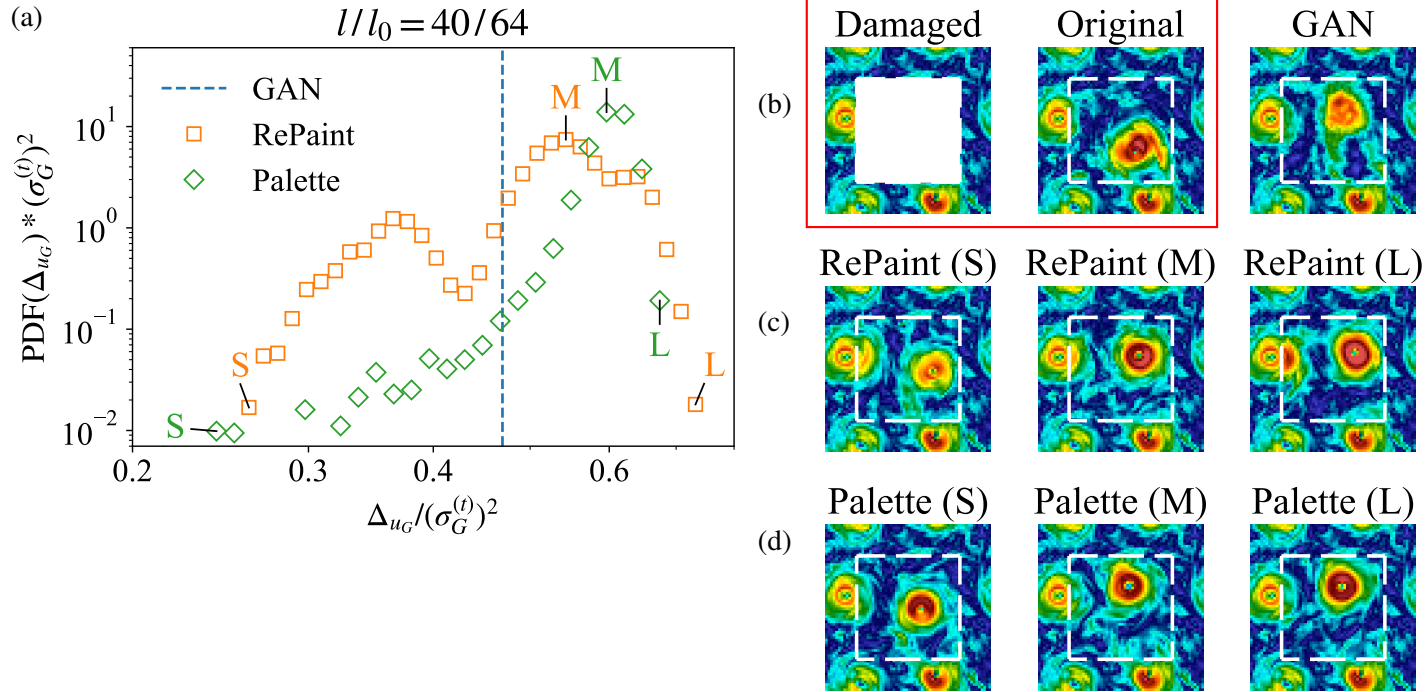 (a)
l/l₀ = 40/64
GAN
RePaint
Palette
S
M
L
S
M
L
PDF(Δ_{u_G}) * (σ_G^{(t)})²
10¹
10⁰
10⁻¹
10⁻²
0.2
0.3
0.4
0.6
Δ_{u_G}/(σ_G^{(t)})²
(b)
Damaged
Original
GAN
(c)
RePaint (S)
RePaint (M)
RePaint (L)
(d)
Palette (S)
Palette (M)
Palette (L)